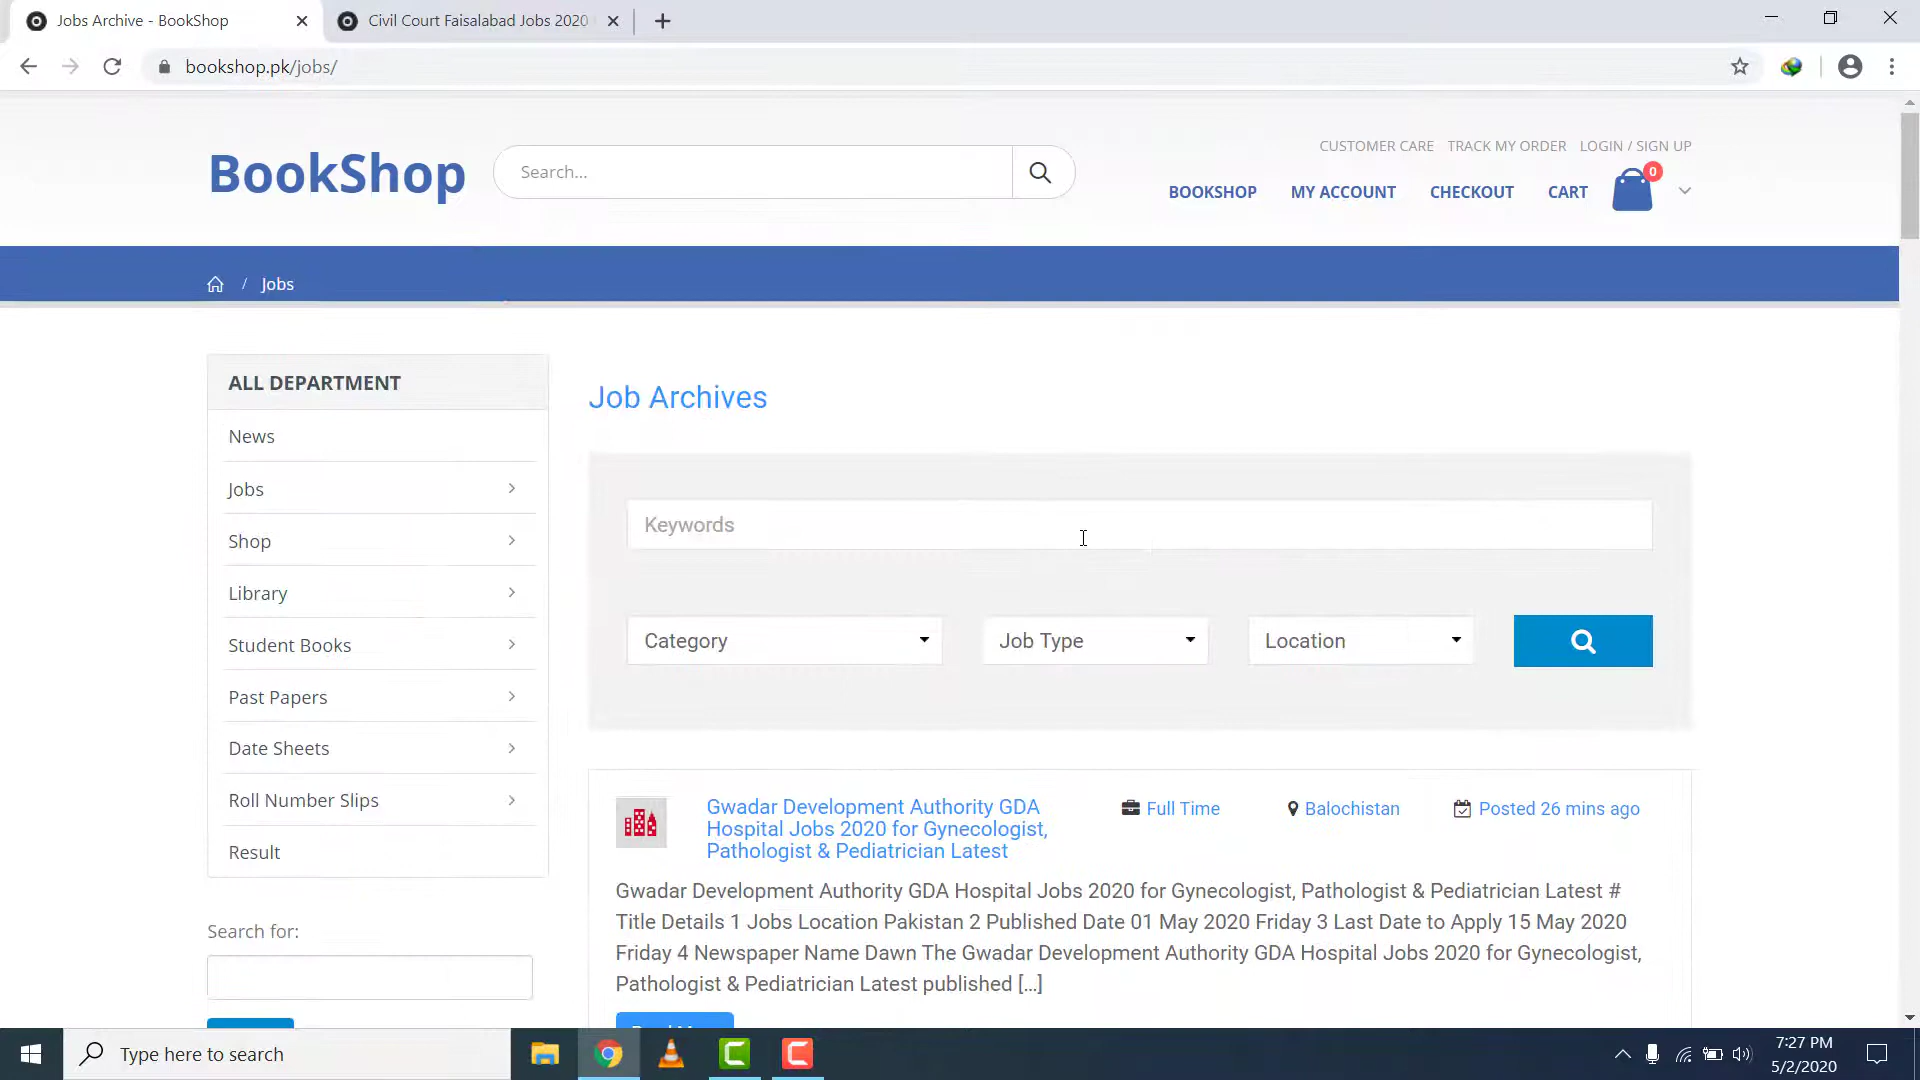 Jobs Archive - BookShop
Civil Court Faisalabad Jobs 2020
bookshop.pk/jobs/
CUSTOMER CARE TRACK MY ORDER LOGIN / SIGN UP
BookShop
Search...
BOOKSHOP MY ACCOUNT CHECKOUT CART 0
/ Jobs
ALL DEPARTMENT
News
Jobs
Shop
Library
Student Books
Past Papers
Date Sheets
Roll Number Slips
Result
Search for:
Job Archives
Keywords
Category Job Type Location
Gwadar Development Authority GDA
Hospital Jobs 2020 for Gynecologist,
Pathologist & Pediatrician Latest
Full Time
Balochistan
Posted 26 mins ago
Gwadar Development Authority GDA Hospital Jobs 2020 for Gynecologist, Pathologist & Pediatrician Latest #
Title Details 1 Jobs Location Pakistan 2 Published Date 01 May 2020 Friday 3 Last Date to Apply 15 May 2020
Friday 4 Newspaper Name Dawn The Gwadar Development Authority GDA Hospital Jobs 2020 for Gynecologist,
Pathologist & Pediatrician Latest published [...]
Type here to search
7:27 PM
5/2/2020